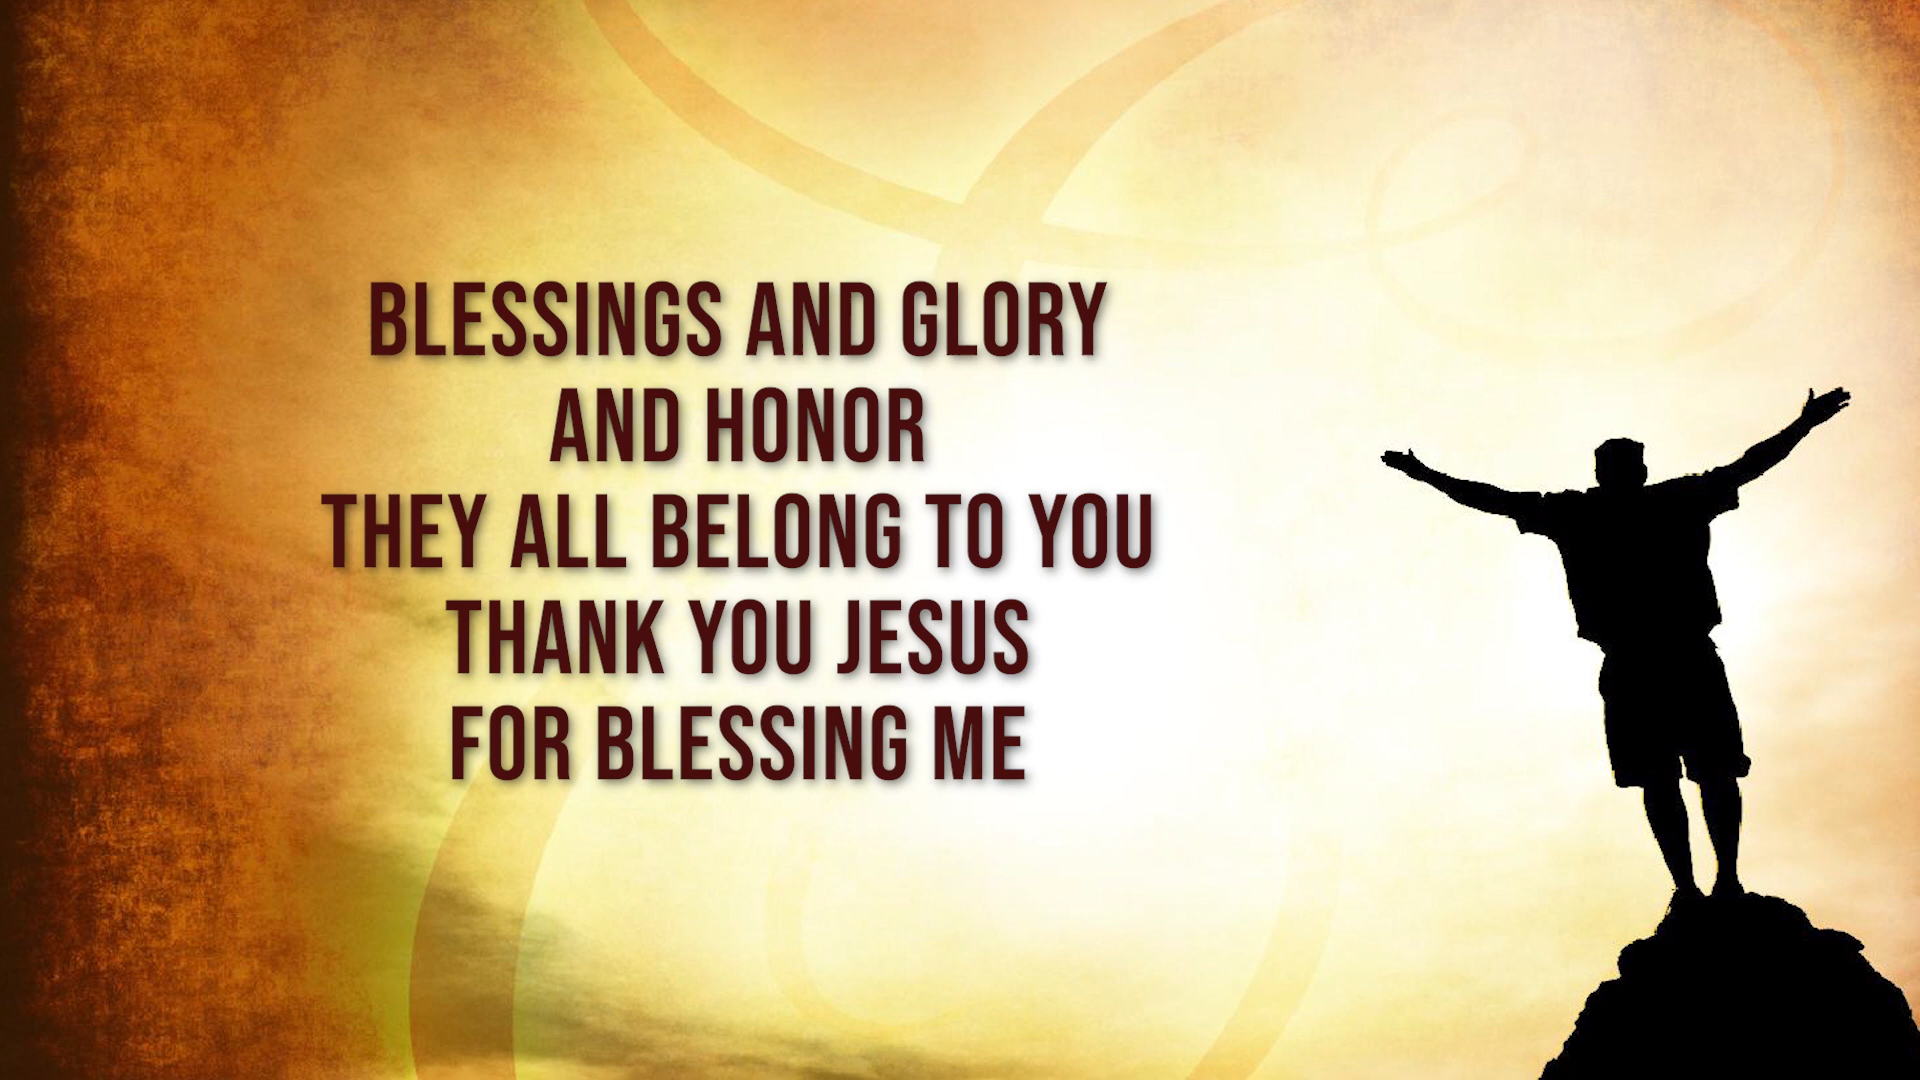 BLESSINGS AND GLORY
AND HONOR
THEY ALL BELONG TO YOU
THANK YOU JESUS
FOR BLESSING ME